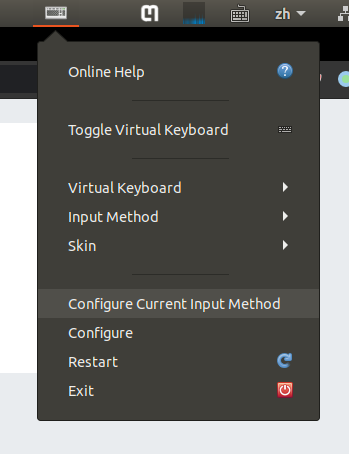 zh
Online Help
Toggle Virtual Keyboard
Virtual Keyboard
Input Method
Skin
Configure Current Input Method
Configure
Restart
Exit